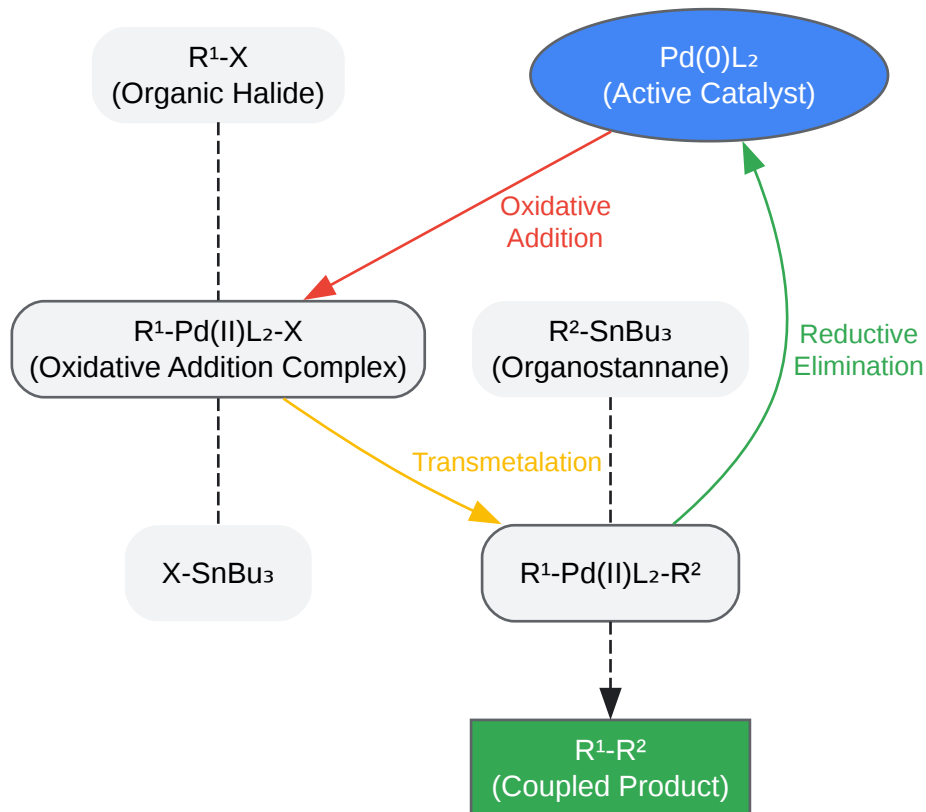 R¹-X
(Organic Halide)
Pd(0)L₂
(Active Catalyst)
Oxidative
Addition
R¹-Pd(II)L₂-X
(Oxidative Addition Complex)
R²-SnBu₃
(Organostannane)
Reductive
Elimination
Transmetalation
X-SnBu₃
R¹-Pd(II)L₂-R²
R¹-R²
(Coupled Product)